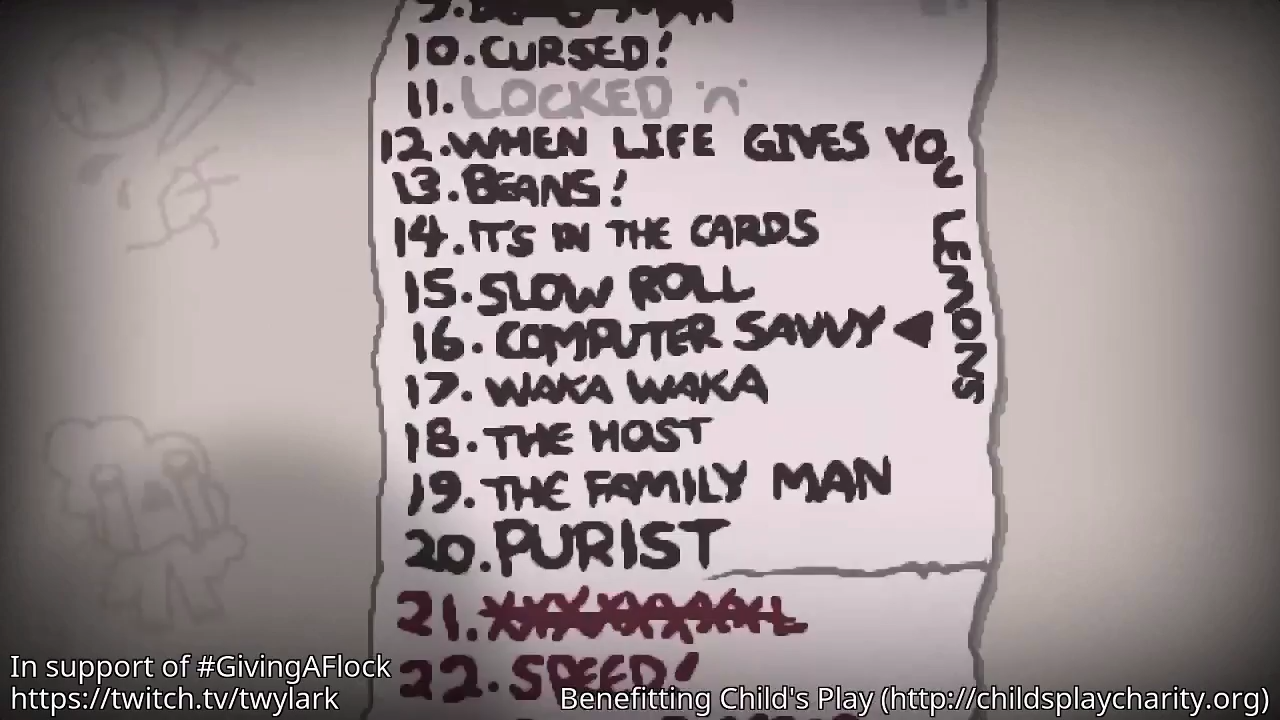 10. CURSED!
11. LOCKED
12. WHEN LIFE GIVES YOU LEMONS
13. BEANS!
14. IT'S IN THE CARDS
15. SLOW ROLL
16. COMPUTER SAVVY
17. WAKA WAKA
18. THE HOST
19. THE FAMILY MAN
20. PURIST
21.
22. SPEED!
In support of #GivingAFlock
https://twitch.tv/twylark
Benefitting Child's Play (http://childsplaycharity.org)